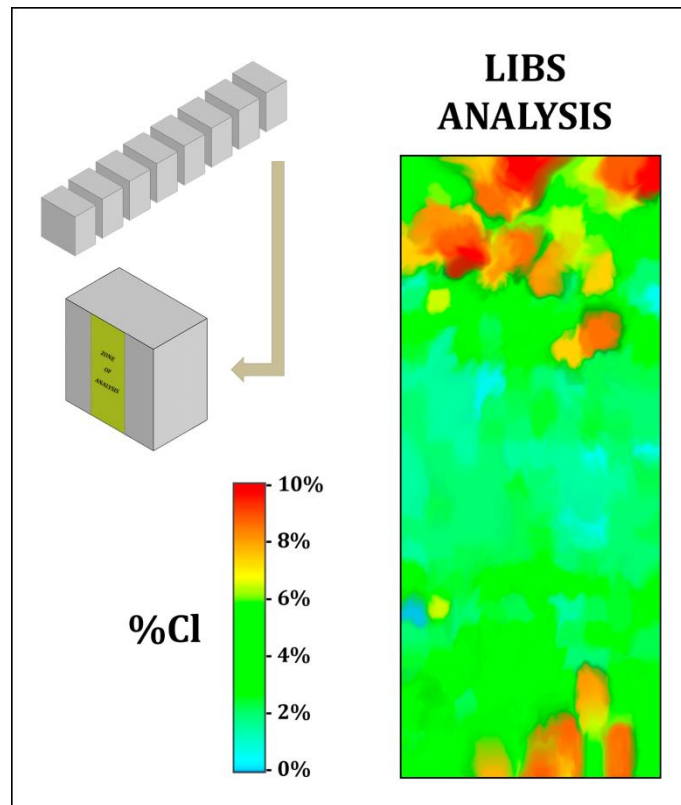 LIBS
ANALYSIS
ZONE
OF
ANALYSIS
10%
8%
6%
%Cl
4%
2%
0%